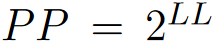 PP = 2^{LL}